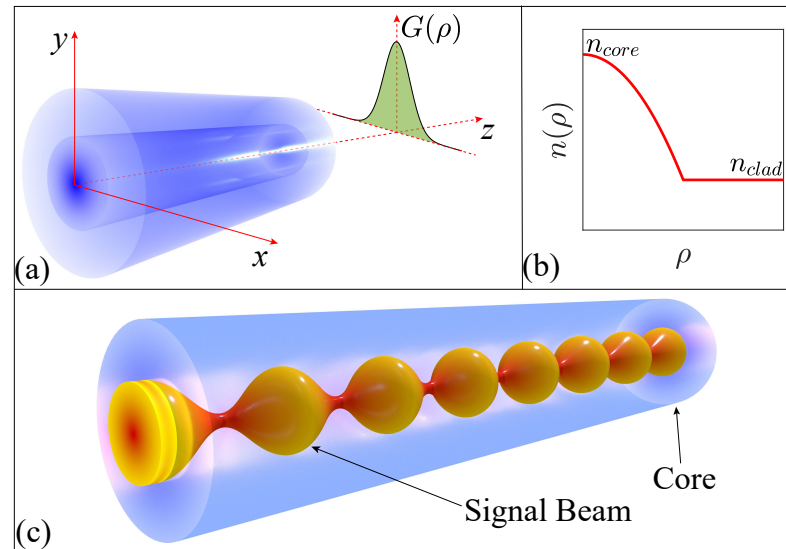 y
G(ρ)
z
x
(a)
n_core
n(ρ)
n_clad
ρ
(b)
Core
Signal Beam
(c)